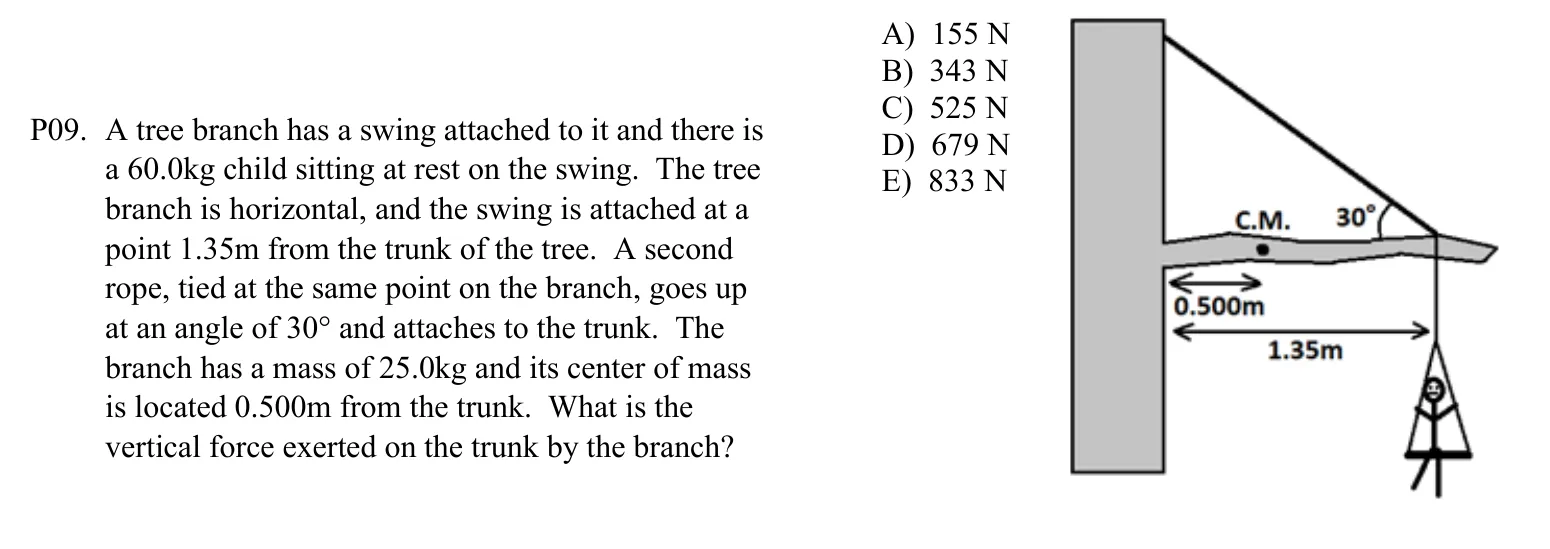 P09. A tree branch has a swing attached to it and there is
a 60.0kg child sitting at rest on the swing. The tree
branch is horizontal, and the swing is attached at a
point 1.35m from the trunk of the tree. A second
rope, tied at the same point on the branch, goes up
at an angle of 30° and attaches to the trunk. The
branch has a mass of 25.0kg and its center of mass
is located 0.500m from the trunk. What is the
vertical force exerted on the trunk by the branch?
A) 155 N
B) 343 N
C) 525 N
D) 679 N
E) 833 N
C.M.
30°
0.500m
1.35m